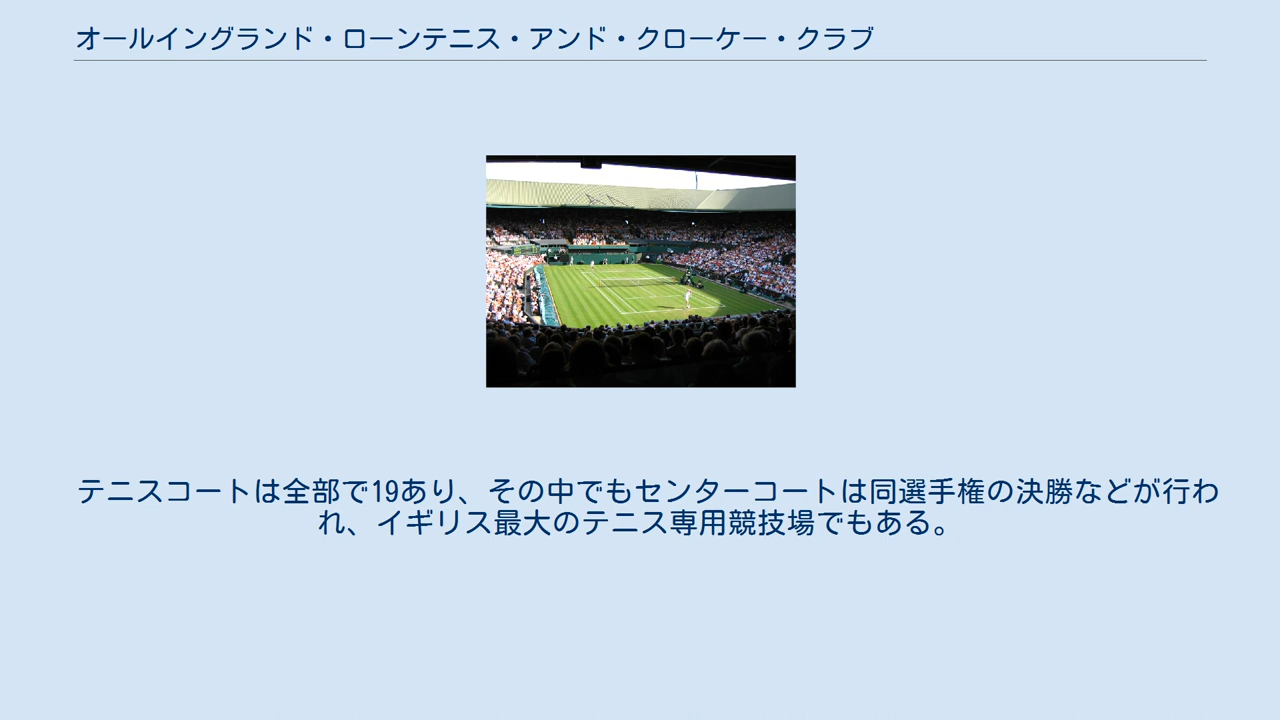 オールイングランド・ローンテニス・アンド・クローケー・クラブ
テニスコートは全部で19あり、その中でもセンターコートは同選手権の決勝などが行わ
れ、イギリス最大のテニス専用競技場でもある。